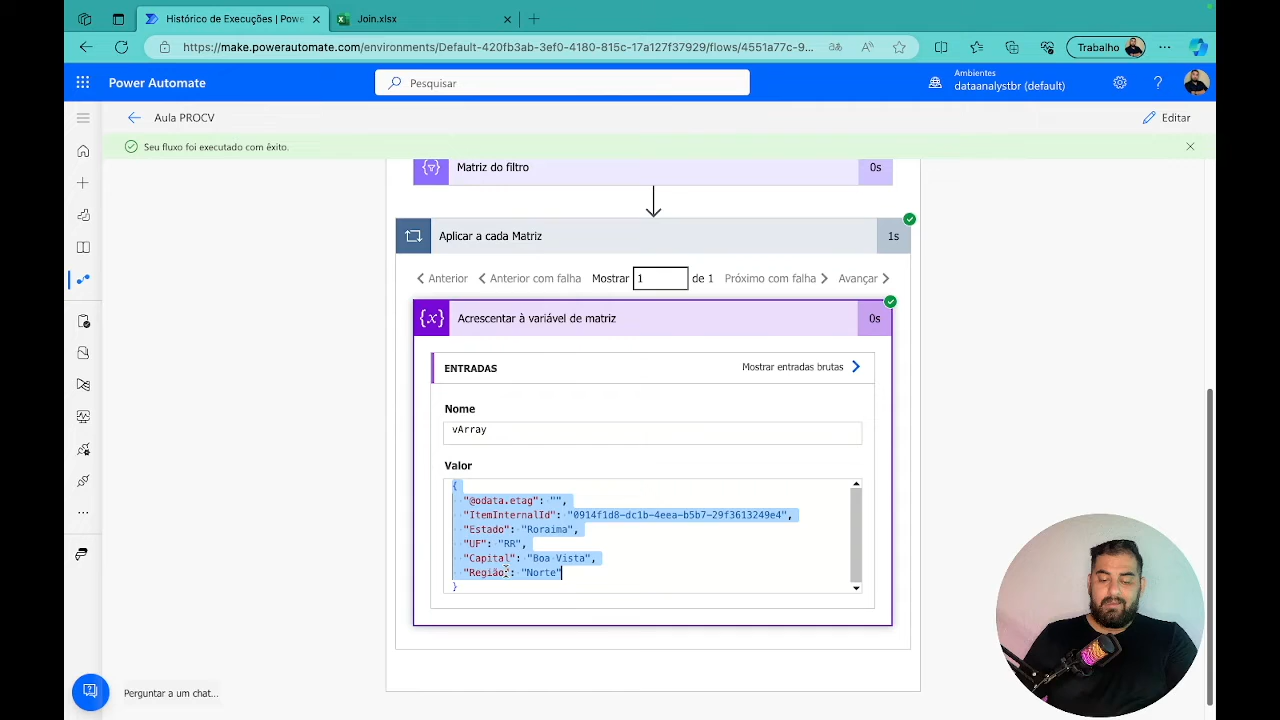 Histórico de Execuções | Powe
Join.xlsx
https://make.powerautomate.com/environments/Default-420fb3ab-3ef0-4180-815c-17a127f37929/flows/4551a77c-9...
Trabalho
Power Automate
Pesquisar
Ambientes
dataanalystbr (default)
Aula PROCV
Editar
Seu fluxo foi executado com êxito.
Matriz do filtro
0s
Aplicar a cada Matriz
1s
Anterior
Anterior com falha
Mostrar
1
de 1
Próximo com falha
Avançar
{x}
Acrescentar à variável de matriz
0s
ENTRADAS
Mostrar entradas brutas
Nome
vArray
Valor
{
"@odata.etag": "",
"ItemInternalId": "0914f1d8-dc1b-4eea-b5b7-29f3613249e4",
"Estado": "Roraima",
"UF": "RR",
"Capital": "Boa Vista",
"Região": "Norte"
}
Perguntar a um chat...